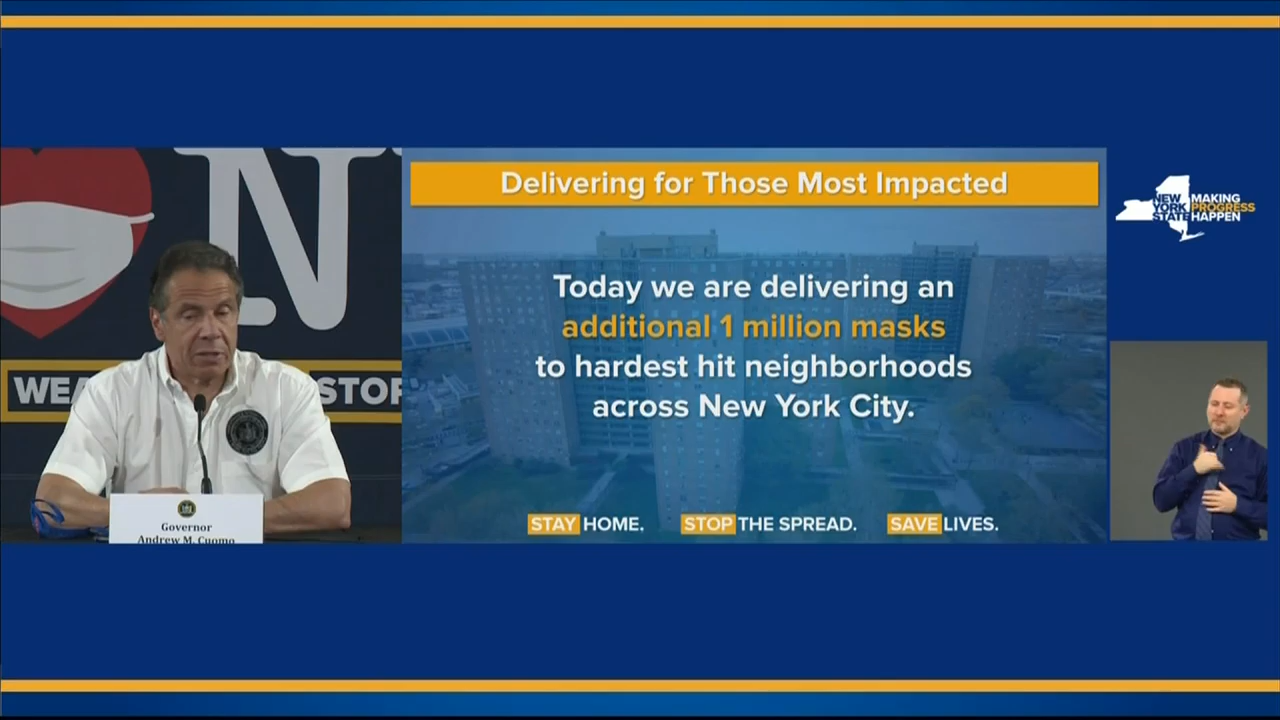 N
WEA
STOP
Governor
Andrew M. Cuomo
Delivering for Those Most Impacted
Today we are delivering an
additional 1 million masks
to hardest hit neighborhoods
across New York City.
STAY HOME. STOP THE SPREAD. SAVE LIVES.
NEW
YORK
STATE
MAKING
PROGRESS
HAPPEN